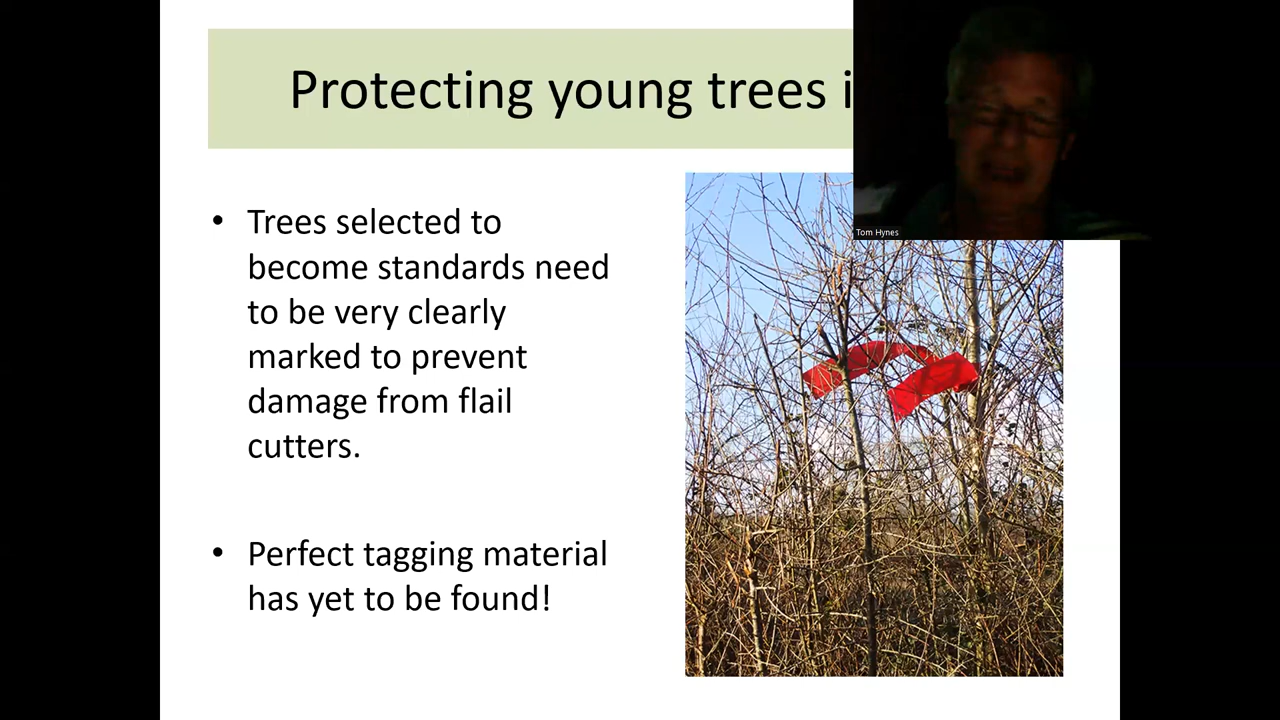 Protecting young trees i
Tom Hynes
• Trees selected to
become standards need
to be very clearly
marked to prevent
damage from flail
cutters.
• Perfect tagging material
has yet to be found!